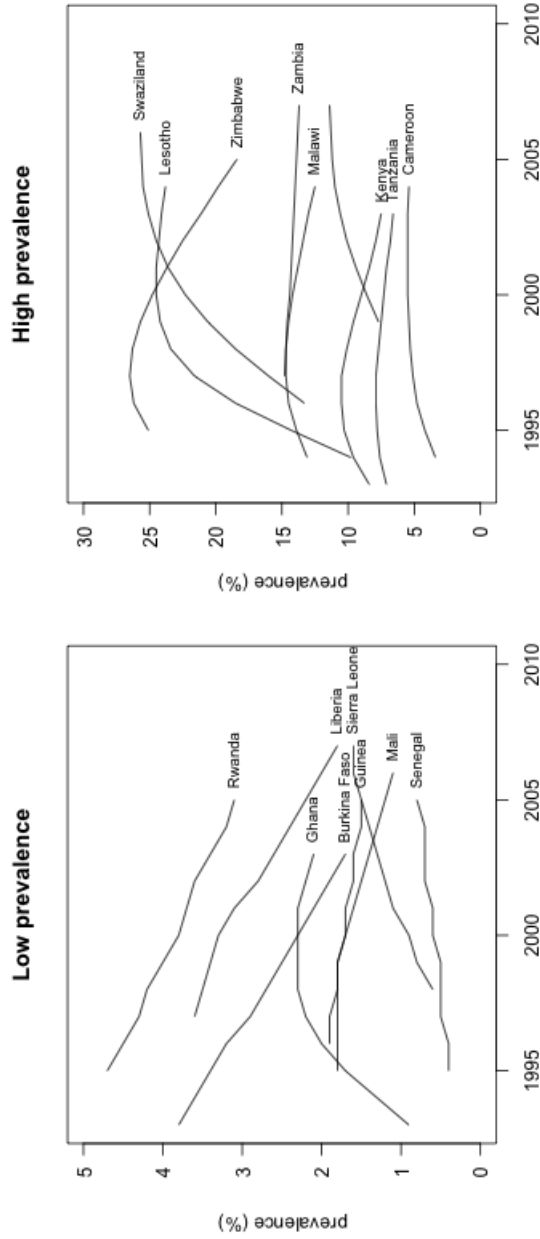 Low prevalence
prevalence (%)
5
4
3
2
1
0
1995
2000
2005
2010
Rwanda
Liberia
Sierra Leone
Ghana
Burkina Faso
Guinea
Mali
Senegal
High prevalence
prevalence (%)
30
25
20
15
10
5
0
1995
2000
2005
2010
Swaziland
Lesotho
Zimbabwe
Zambia
Malawi
Kenya
Tanzania
Cameroon